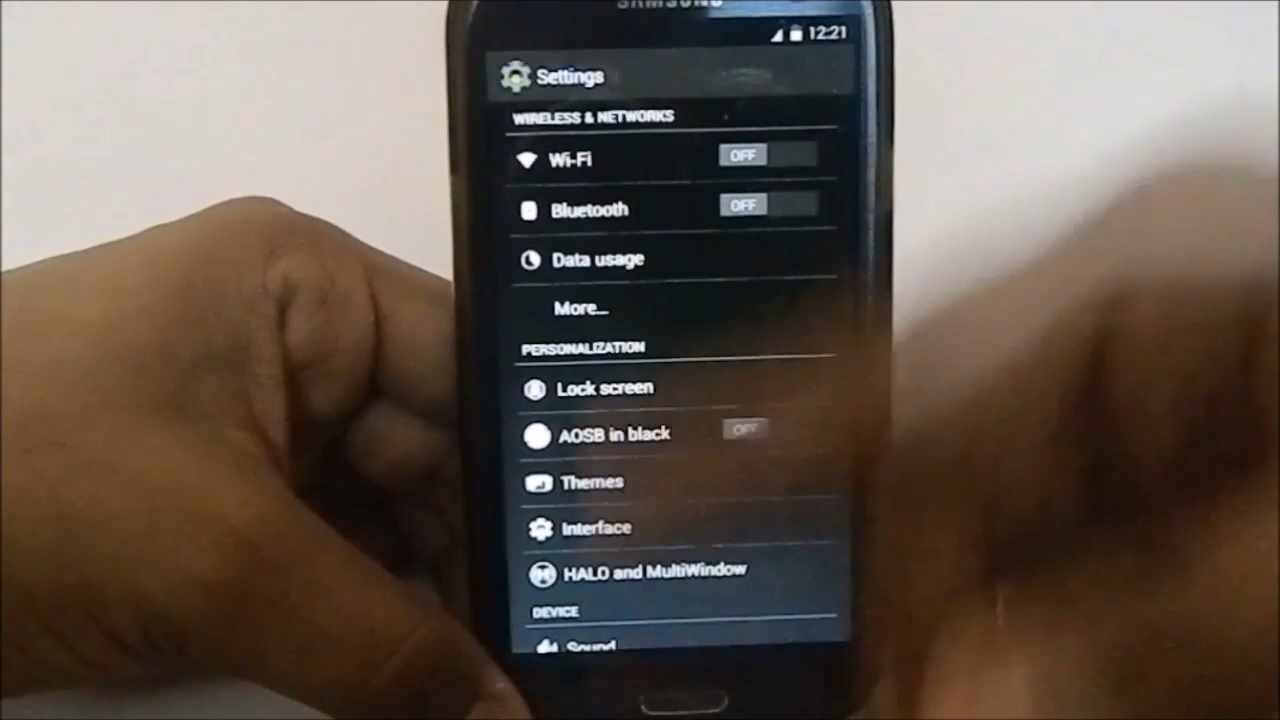 SAMSUNG
12:21
Settings
WIRELESS & NETWORKS
Wi-Fi OFF
Bluetooth OFF
Data usage
More...
PERSONALIZATION
Lock screen
AOSB in black OFF
Themes
Interface
HALO and MultiWindow
DEVICE
Sound